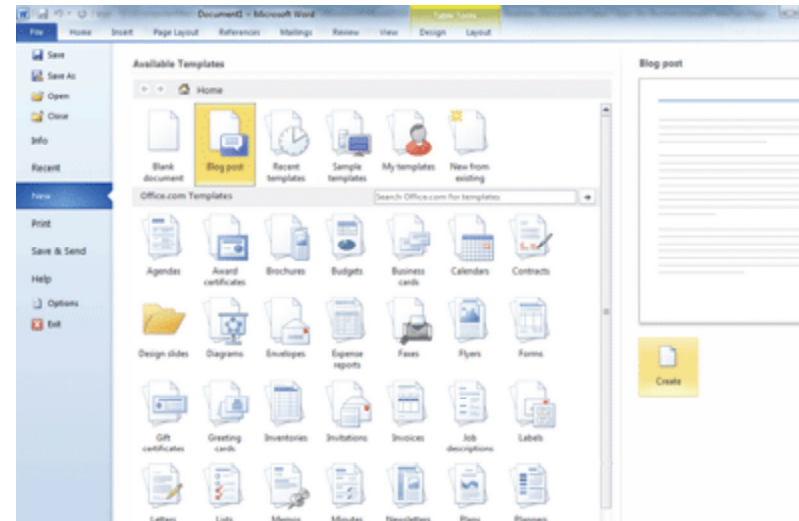 Document1 - Microsoft Word
Table Tools
File Home Insert Page Layout References Mailings Review View Design Layout
Save
Save As
Open
Close
Info
Recent
New
Print
Save & Send
Help
Options
Exit
Available Templates
Home
Blank document
Blog post
Recent templates
Sample templates
My templates
New from existing
Office.com Templates
Search Office.com for templates
Agendas
Award certificates
Brochures
Budgets
Business cards
Calendars
Contracts
Design slides
Diagrams
Envelopes
Expense reports
Faxes
Flyers
Forms
Gift certificates
Greeting cards
Inventories
Invitations
Invoices
Job descriptions
Labels
Letters
Lists
Memos
Minutes
Newsletters
Plans
Planners
Blog post
Create